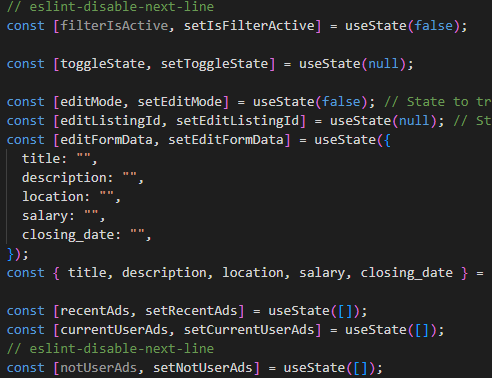 // eslint-disable-next-line
const [filterIsActive, setIsFilterActive] = useState(false);
const [toggleState, setToggleState] = useState(null);
const [editMode, setEditMode] = useState(false); // State to tr
const [editListingId, setEditListingId] = useState(null); // St
const [editFormData, setEditFormData] = useState({
  title: "",
  description: "",
  location: "",
  salary: "",
  closing_date: "",
});
const { title, description, location, salary, closing_date } =
const [recentAds, setRecentAds] = useState([]);
const [currentUserAds, setCurrentUserAds] = useState([]);
// eslint-disable-next-line
const [notUserAds, setNotUserAds] = useState([]);